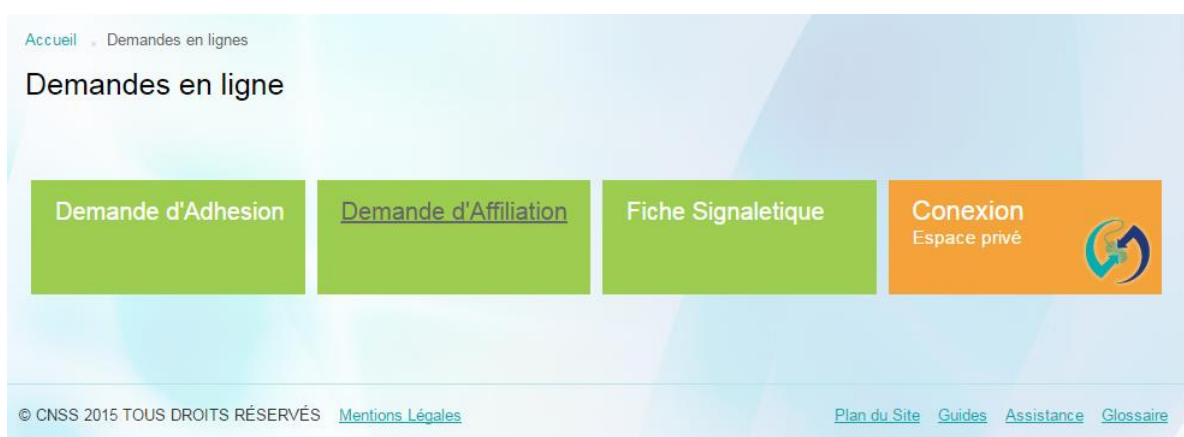 Accueil . Demandes en lignes
Demandes en ligne
Demande d'Adhesion
Demande d'Affiliation
Fiche Signaletique
Conexion
Espace privé
© CNSS 2015 TOUS DROITS RÉSERVÉS Mentions Légales Plan du Site Guides Assistance Glossaire